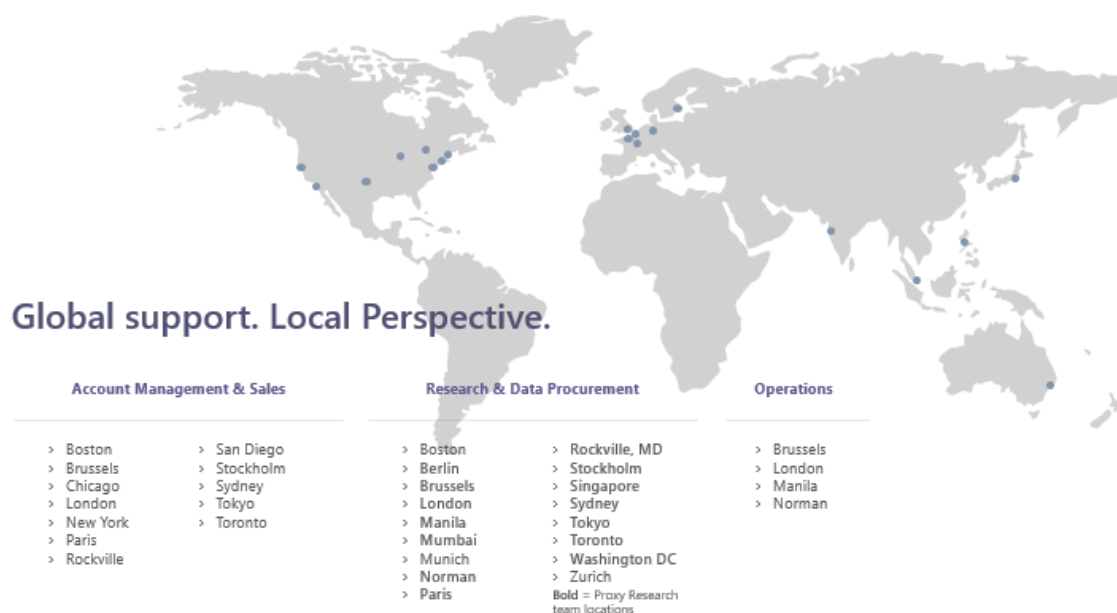 Global support. Local Perspective.
Account Management & Sales
> Boston
> Brussels
> Chicago
> London
> New York
> Paris
> Rockville
> San Diego
> Stockholm
> Sydney
> Tokyo
> Toronto
Research & Data Procurement
> Boston
> Berlin
> Brussels
> London
> Manila
> Mumbai
> Munich
> Norman
> Paris
> Rockville, MD
> Stockholm
> Singapore
> Sydney
> Tokyo
> Toronto
> Washington DC
> Zurich
Bold = Proxy Research
team locations
Operations
> Brussels
> London
> Manila
> Norman